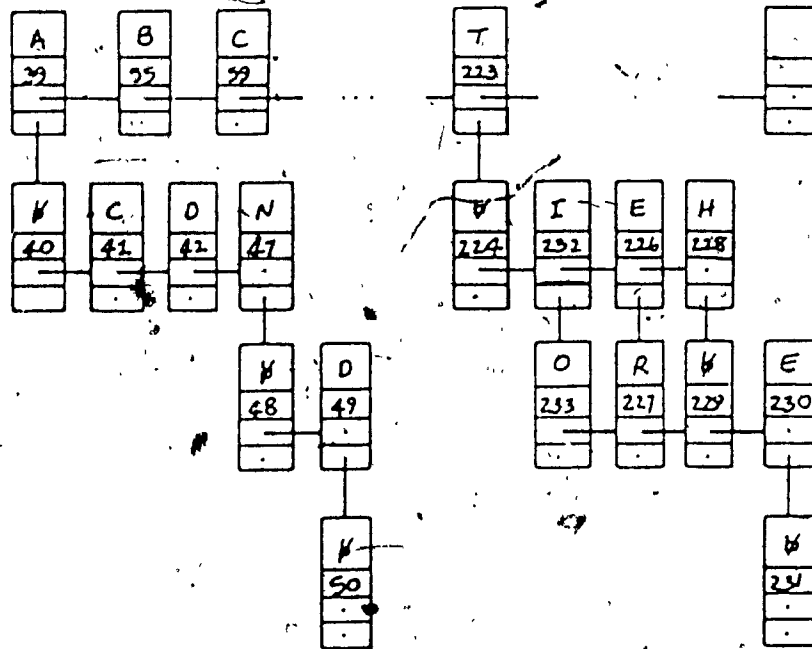 A B C T
39 55 59 223
...
ƀ C D N ƀ I E H
40 41 42 47 224 232 226 228
ƀ D O R ƀ E
48 49 233 227 229 230
ƀ ƀ
50 231